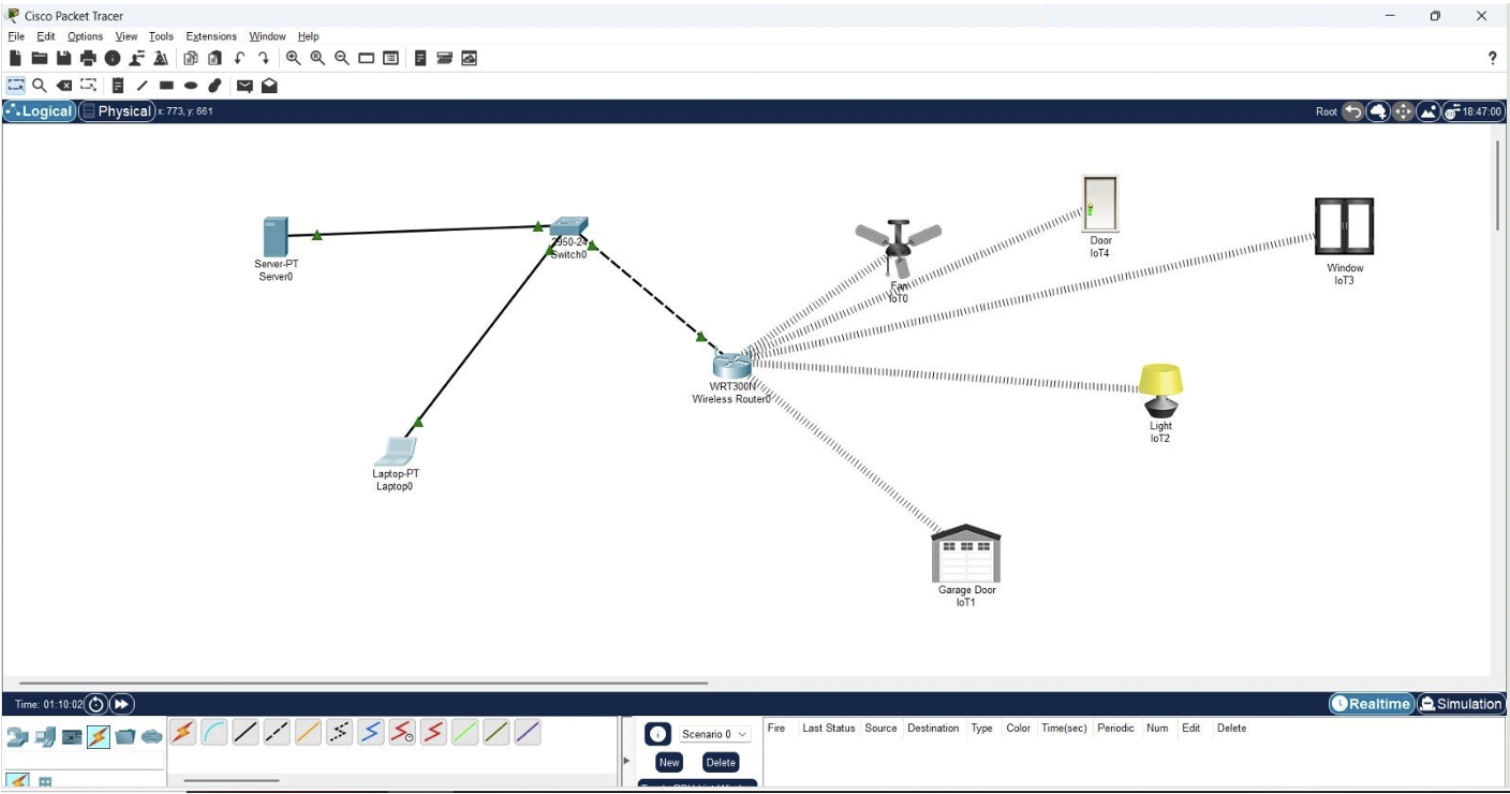 Cisco Packet Tracer
File Edit Options View Tools Extensions Window Help
?
Logical Physical x: 773, y: 661 Root 18:47:00
Door
IoT4
2950-24
Switch0
Server-PT
Server0
Window
IoT3
Fan
IoT0
WRT300N
Wireless Router0
Light
IoT2
Laptop-PT
Laptop0
Garage Door
IoT1
Time: 01:10:02 Realtime Simulation
Scenario 0 Fire Last Status Source Destination Type Color Time(sec) Periodic Num Edit Delete
New Delete